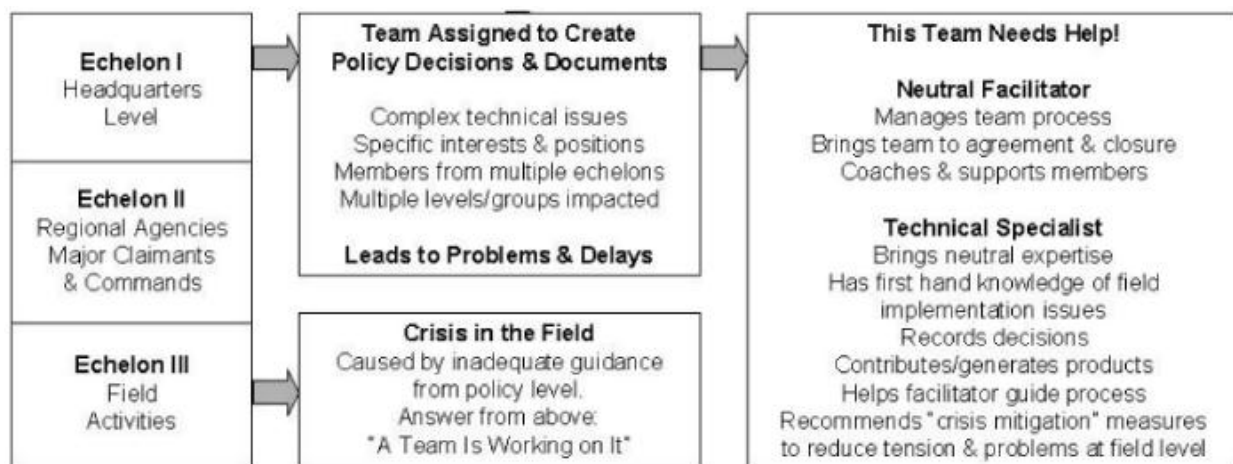 Echelon I
Headquarters
Level
Echelon II
Regional Agencies
Major Claimants
& Commands
Echelon III
Field
Activities
Team Assigned to Create
Policy Decisions & Documents
Complex technical issues
Specific interests & positions
Members from multiple echelons
Multiple levels/groups impacted
Leads to Problems & Delays
Crisis in the Field
Caused by inadequate guidance
from policy level.
Answer from above:
"A Team Is Working on It"
This Team Needs Help!
Neutral Facilitator
Manages team process
Brings team to agreement & closure
Coaches & supports members
Technical Specialist
Brings neutral expertise
Has first hand knowledge of field
implementation issues
Records decisions
Contributes/generates products
Helps facilitator guide process
Recommends "crisis mitigation" measures
to reduce tension & problems at field level